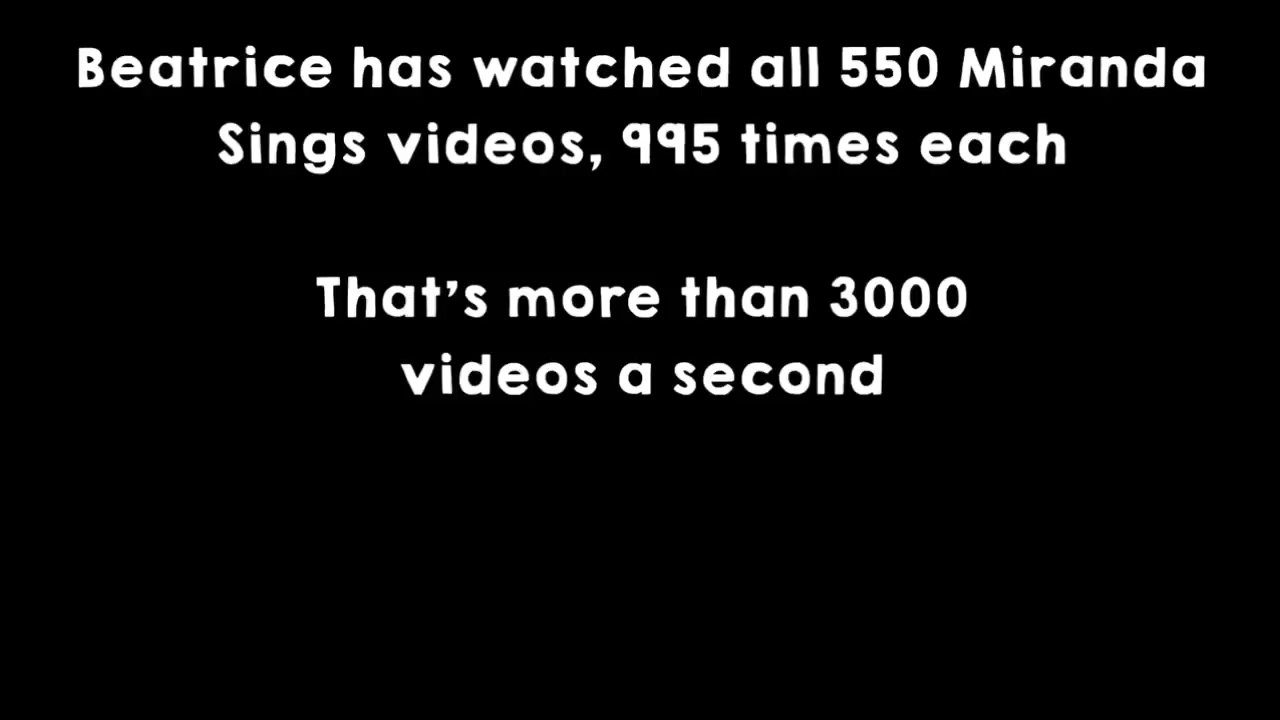 Beatrice has watched all 550 Miranda
Sings videos, 995 times each
That's more than 3000
videos a second